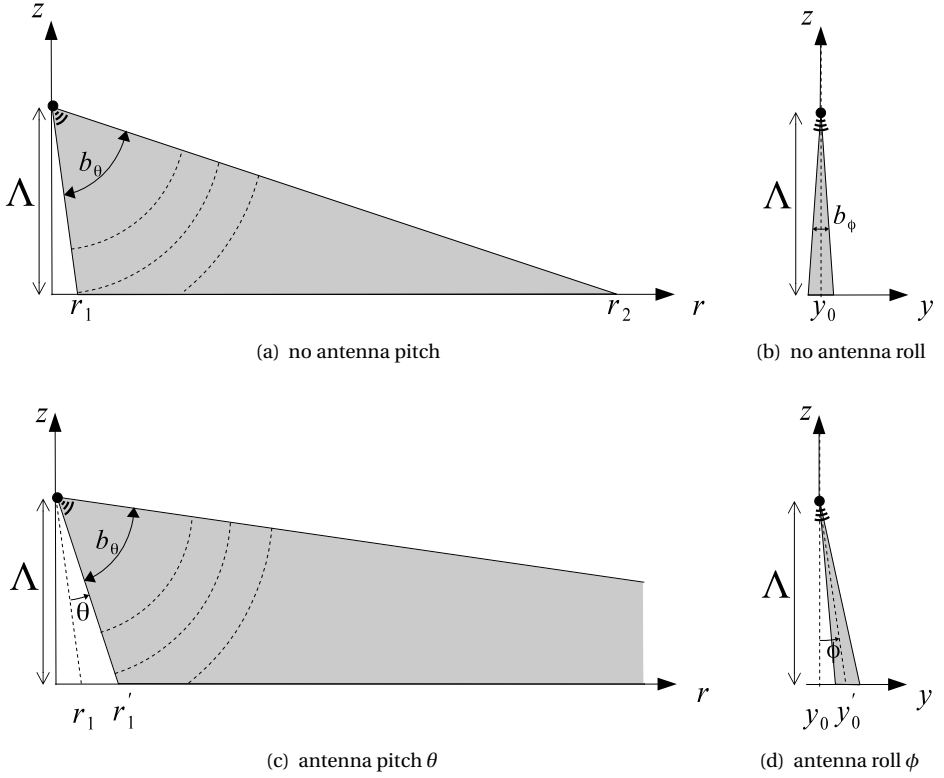 z
z
Λ
b_θ
Λ
b_ϕ
r_1
r_2
r
y_0
y
(a) no antenna pitch
(b) no antenna roll
z
z
Λ
b_θ
θ
Λ
ϕ
r_1
r_1'
r
y_0
y_0'
y
(c) antenna pitch θ
(d) antenna roll ϕ